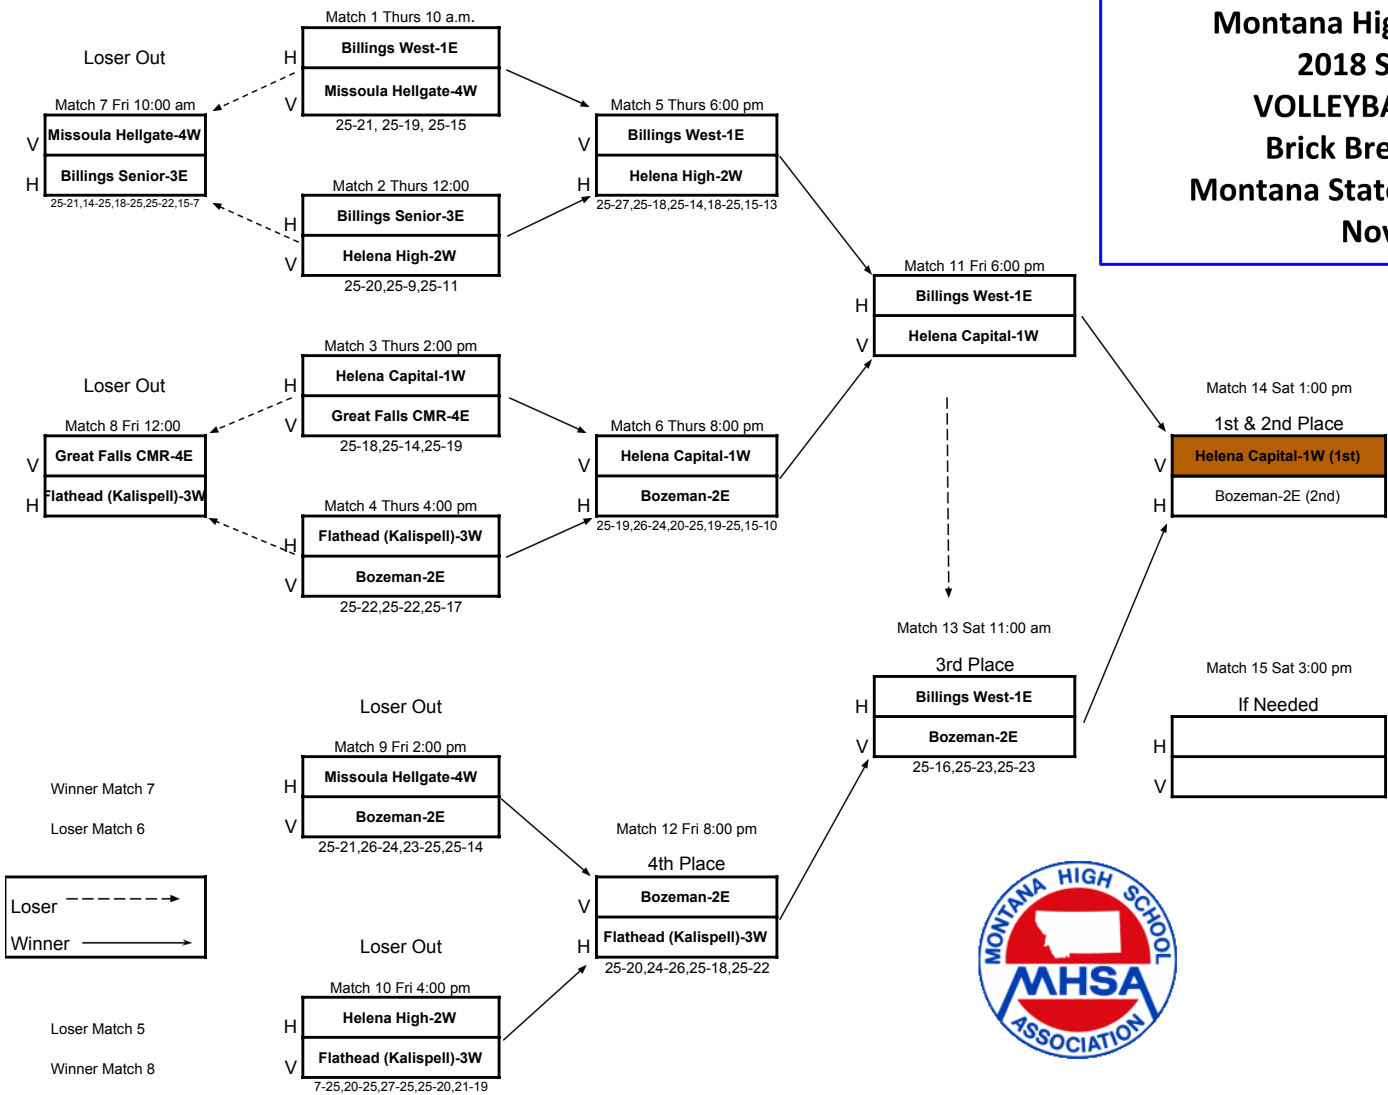 Montana Hig
2018 S
VOLLEYBA
Brick Bre
Montana State
Nov
Match 1 Thurs 10 a.m.
Loser Out
H
Billings West-1E
V
Missoula Hellgate-4W
25-21, 25-19, 25-15
Match 7 Fri 10:00 am
V
Missoula Hellgate-4W
H
Billings Senior-3E
25-21,14-25,18-25,25-22,15-7
Match 2 Thurs 12:00
H
Billings Senior-3E
V
Helena High-2W
25-20,25-9,25-11
Match 5 Thurs 6:00 pm
V
Billings West-1E
H
Helena High-2W
25-27,25-18,25-14,18-25,15-13
Match 11 Fri 6:00 pm
H
Billings West-1E
V
Helena Capital-1W
Match 3 Thurs 2:00 pm
Loser Out
H
Helena Capital-1W
V
Great Falls CMR-4E
25-18,25-14,25-19
Match 8 Fri 12:00
V
Great Falls CMR-4E
H
Flathead (Kalispell)-3W
Match 4 Thurs 4:00 pm
H
Flathead (Kalispell)-3W
V
Bozeman-2E
25-22,25-22,25-17
Match 6 Thurs 8:00 pm
V
Helena Capital-1W
H
Bozeman-2E
25-19,26-24,20-25,19-25,15-10
Match 14 Sat 1:00 pm
1st & 2nd Place
V
Helena Capital-1W (1st)
H
Bozeman-2E (2nd)
Match 13 Sat 11:00 am
3rd Place
H
Billings West-1E
V
Bozeman-2E
25-16,25-23,25-23
Match 15 Sat 3:00 pm
If Needed
H
V
Loser Out
Match 9 Fri 2:00 pm
Winner Match 7
H
Missoula Hellgate-4W
Loser Match 6
V
Bozeman-2E
25-21,26-24,23-25,25-14
Match 12 Fri 8:00 pm
4th Place
V
Bozeman-2E
H
Flathead (Kalispell)-3W
25-20,24-26,25-18,25-22
Loser
Winner
Loser Out
Match 10 Fri 4:00 pm
Loser Match 5
H
Helena High-2W
Winner Match 8
V
Flathead (Kalispell)-3W
7-25,20-25,27-25,25-20,21-19
MONTANA HIGH SCHOOL
MHSA
ASSOCIATION